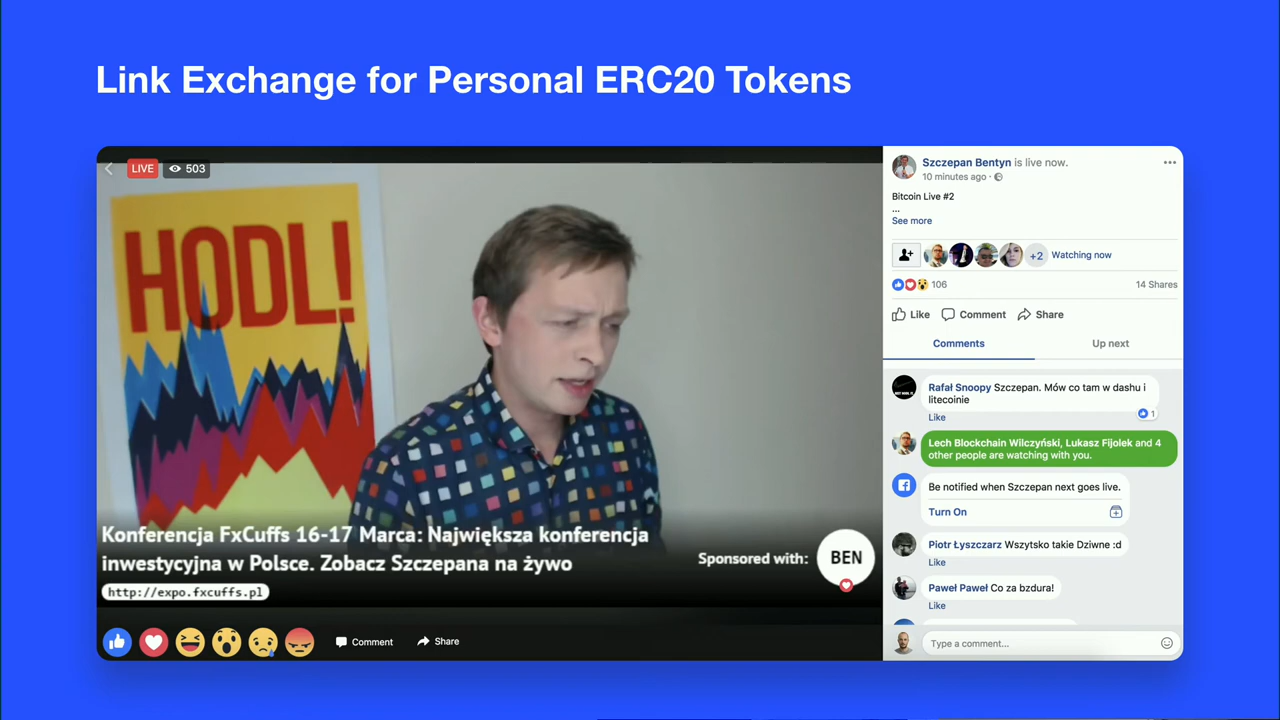 Link Exchange for Personal ERC20 Tokens
LIVE
503
HODL!
Konferencja FxCuffs 16-17 Marca: Największa konferencja
inwestycyjna w Polsce. Zobacz Szczepana na żywo
http://expo.fxcuffs.pl
Sponsored with:
BEN
Comment
Share
Szczepan Bentyn is live now.
10 minutes ago ·
Bitcoin Live #2
...
See more
+2
Watching now
106
14 Shares
Like
Comment
Share
Comments
Up next
Rafał Snoopy Szczepan. Mów co tam w dashu i
litecoinie
1
Like
Lech Blockchain Wilczyński, Lukasz Fijolek and 4
other people are watching with you.
Be notified when Szczepan next goes live.
Turn On
Piotr Łyszczarz Wszytsko takie Dziwne :d
Like
Paweł Paweł Co za bzdura!
Like
Type a comment...